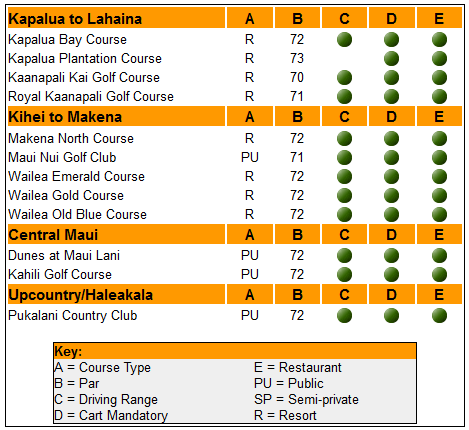 Kapalua to Lahaina A B C D E
Kapalua Bay Course R 72
Kapalua Plantation Course R 73
Kaanapali Kai Golf Course R 70
Royal Kaanapali Golf Course R 71
Kihei to Makena A B C D E
Makena North Course R 72
Maui Nui Golf Club PU 71
Wailea Emerald Course R 72
Wailea Gold Course R 72
Wailea Old Blue Course R 72
Central Maui A B C D E
Dunes at Maui Lani PU 72
Kahili Golf Course PU 72
Upcountry/Haleakala A B C D E
Pukalani Country Club PU 72
Key:
A = Course Type E = Restaurant
B = Par PU = Public
C = Driving Range SP = Semi-private
D = Cart Mandatory R = Resort